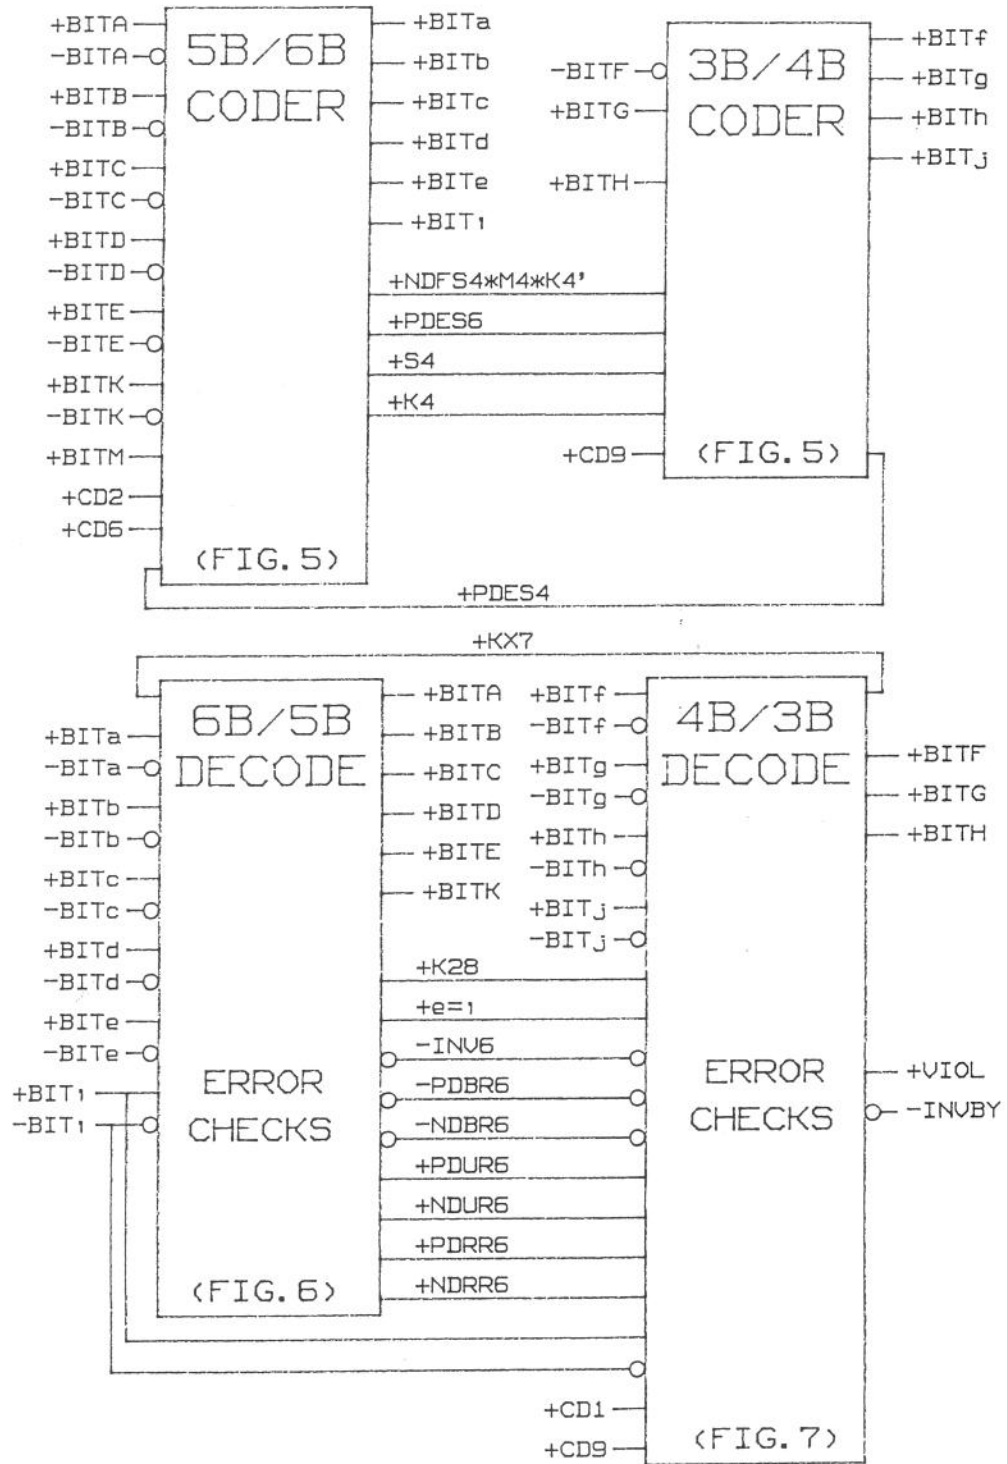 +BITA
-BITA
+BITB
-BITB
+BITC
-BITC
+BITD
-BITD
+BITE
-BITE
+BITK
-BITK
+BITM
+CD2
+CD6
5B/6B
CODER
(FIG.5)
+BITa
+BITb
+BITc
+BITd
+BITe
+BITı
+NDFS4*M4*K4'
+PDES6
+S4
+K4
-BITF
+BITG
+BITH
+CD9
3B/4B
CODER
(FIG.5)
+BITf
+BITg
+BITh
+BITj
+PDES4
+KX7
+BITa
-BITa
+BITb
-BITb
+BITc
-BITc
+BITd
-BITd
+BITe
-BITe
+BITı
-BITı
6B/5B
DECODE
ERROR
CHECKS
(FIG.6)
+BITA
+BITB
+BITC
+BITD
+BITE
+BITK
+K28
+e=ı
-INV6
-PDBR6
-NDBR6
+PDUR6
+NDUR6
+PDRR6
+NDRR6
+BITf
-BITf
+BITg
-BITg
+BITh
-BITh
+BITj
-BITj
+CD1
+CD9
4B/3B
DECODE
ERROR
CHECKS
(FIG.7)
+BITF
+BITG
+BITH
+VIOL
-INVBY